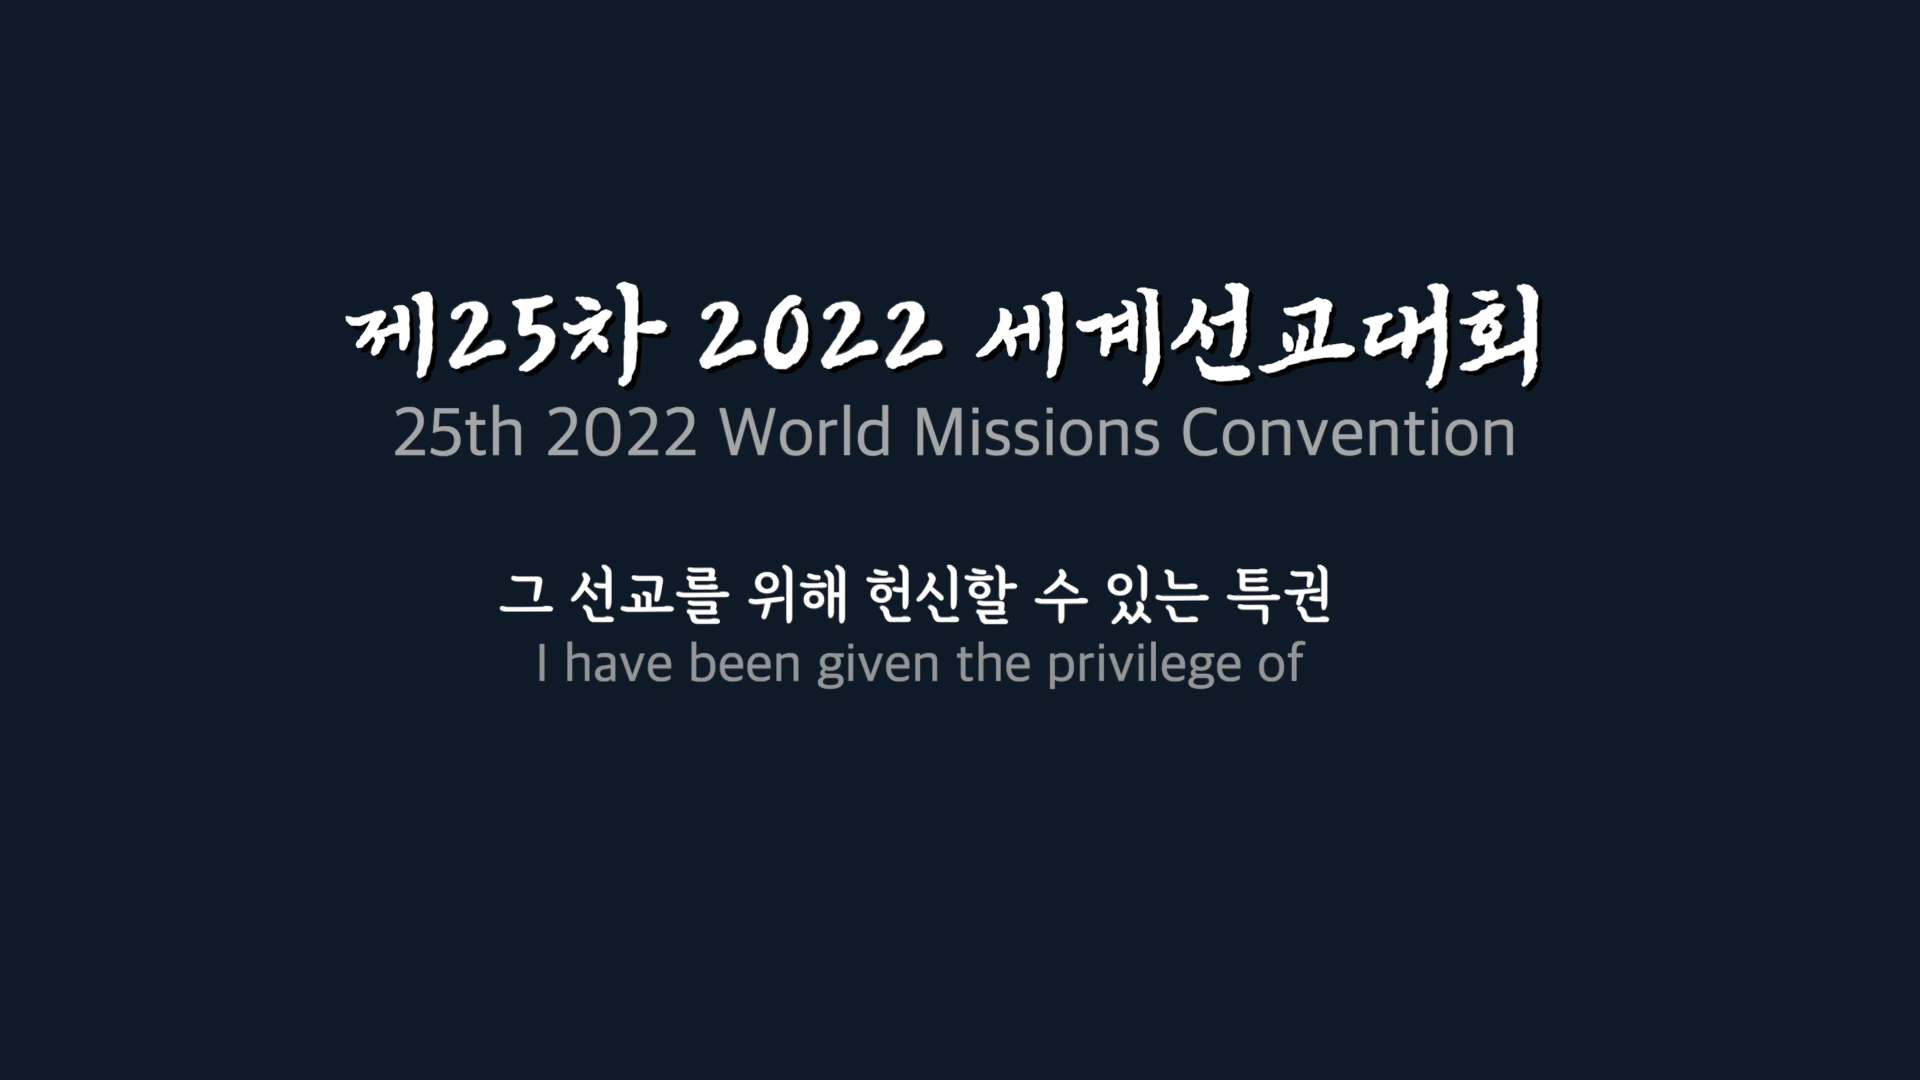 제25차 2022 세계선교대회
25th 2022 World Missions Convention
그 선교를 위해 헌신할 수 있는 특권
I have been given the privilege of